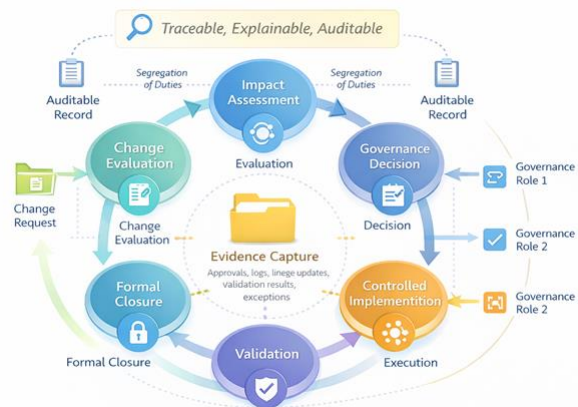 Traceable, Explainable, Auditable
Segregation
of Duties
Segregation
of Duties
Auditable
Record
Auditable
Record
Impact
Assessment
Evaluation
Change
Evaluation
Change
Evaluation
Governance
Decision
Decision
Change
Request
Governance
Role 1
Governance
Role 2
Governance
Role 2
Evidence Capture
Approvals, logs, linege updates,
validation results,
exceptions
Formal
Closure
Formal Closure
Controlled
Implementition
Execution
Validation